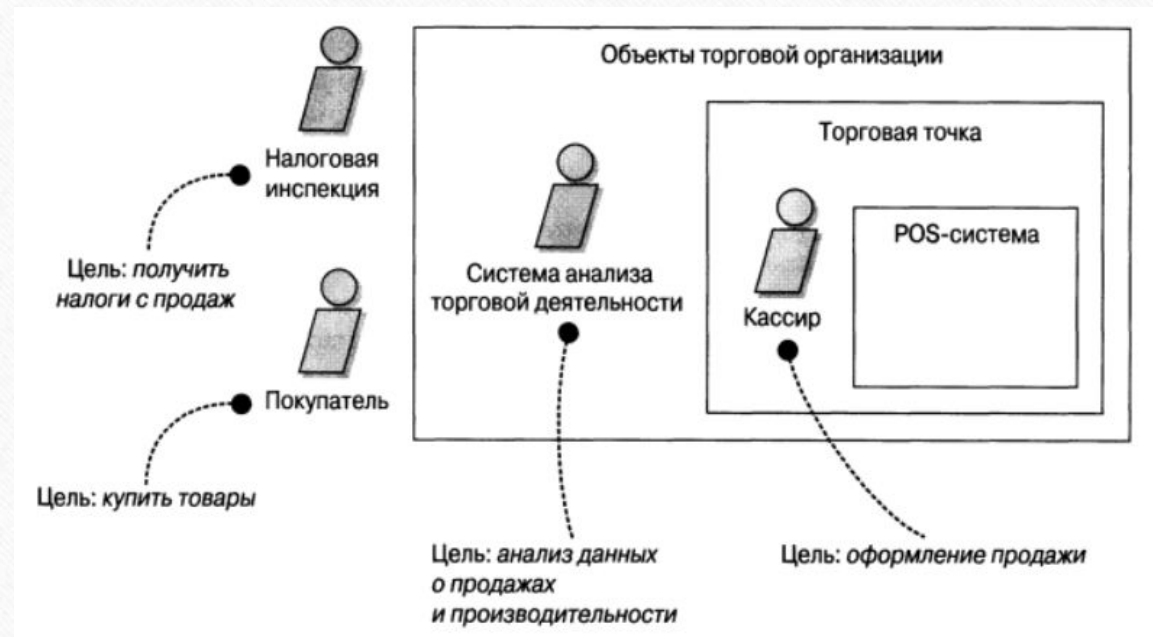 Объекты торговой организации
Торговая точка
Налоговая
инспекция
POS-система
Цель: получить
налоги с продаж
Система анализа
торговой деятельности
Кассир
Покупатель
Цель: купить товары
Цель: анализ данных
о продажах
и производительности
Цель: оформление продажи